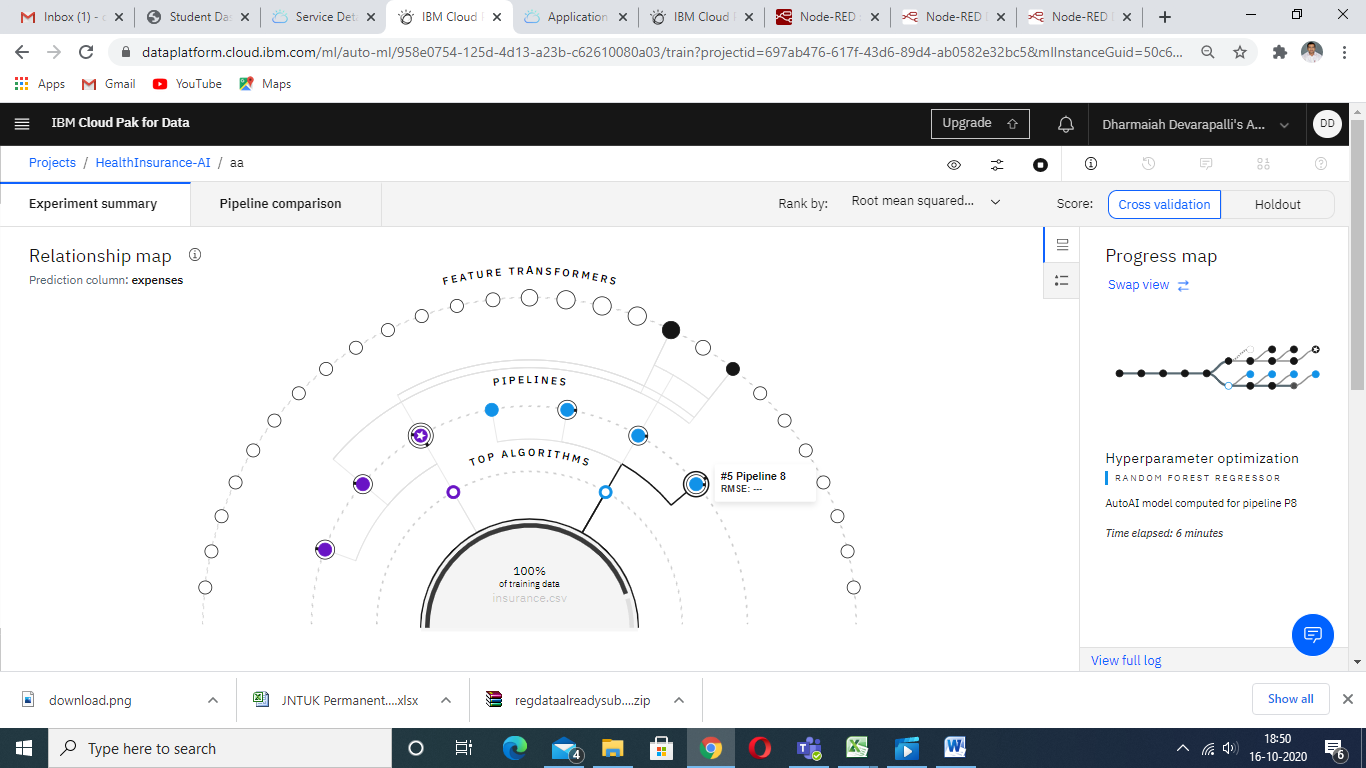 Inbox (1) - c
Student Da
Service Det
IBM Cloud
Application
IBM Cloud
Node-RED
Node-RED
Node-RED
dataplatform.cloud.ibm.com/ml/auto-ml/958e0754-125d-4d13-a23b-c62610080a03/train?projectid=697ab476-617f-43d6-89d4-ab0582e32bc5&mlInstanceGuid=50c6...
Apps Gmail YouTube Maps
IBM Cloud Pak for Data
Upgrade
Dharmaiah Devarapalli's A...
DD
Projects / HealthInsurance-AI / aa
Experiment summary
Pipeline comparison
Rank by: Root mean squared...
Score: Cross validation Holdout
Relationship map
Prediction column: expenses
FEATURE TRANSFORMERS
PIPELINES
TOP ALGORITHMS
#5 Pipeline 8
RMSE: ---
100%
of training data
insurance.csv
Progress map
Swap view
Hyperparameter optimization
RANDOM FOREST REGRESSOR
AutoAI model computed for pipeline P8
Time elapsed: 6 minutes
View full log
download.png
JNTUK Permanent....xlsx
regdataalreadysub....zip
Show all
Type here to search
4
18:50
16-10-2020
6